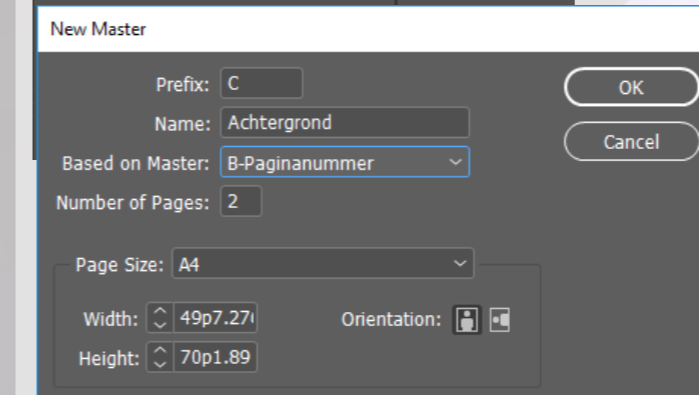 New Master
Prefix: C
OK
Name: Achtergrond
Cancel
Based on Master: B-Paginanummer
Number of Pages: 2
Page Size: A4
Width: 49p7.27
Orientation:
Height: 70p1.89